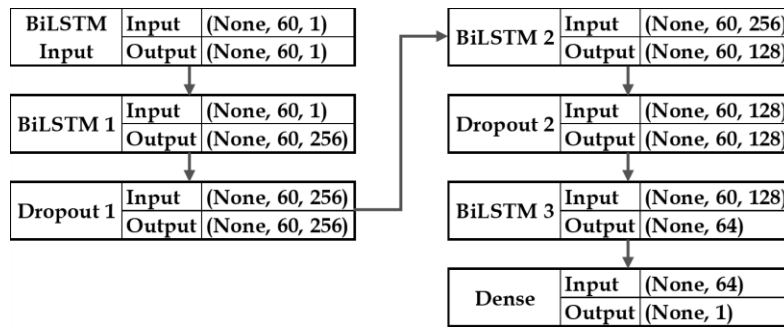 BiLSTM Input
Input (None, 60, 1)
Output (None, 60, 1)
BiLSTM 1
Input (None, 60, 1)
Output (None, 60, 256)
Dropout 1
Input (None, 60, 256)
Output (None, 60, 256)
BiLSTM 2
Input (None, 60, 256)
Output (None, 60, 128)
Dropout 2
Input (None, 60, 128)
Output (None, 60, 128)
BiLSTM 3
Input (None, 60, 128)
Output (None, 64)
Dense
Input (None, 64)
Output (None, 1)